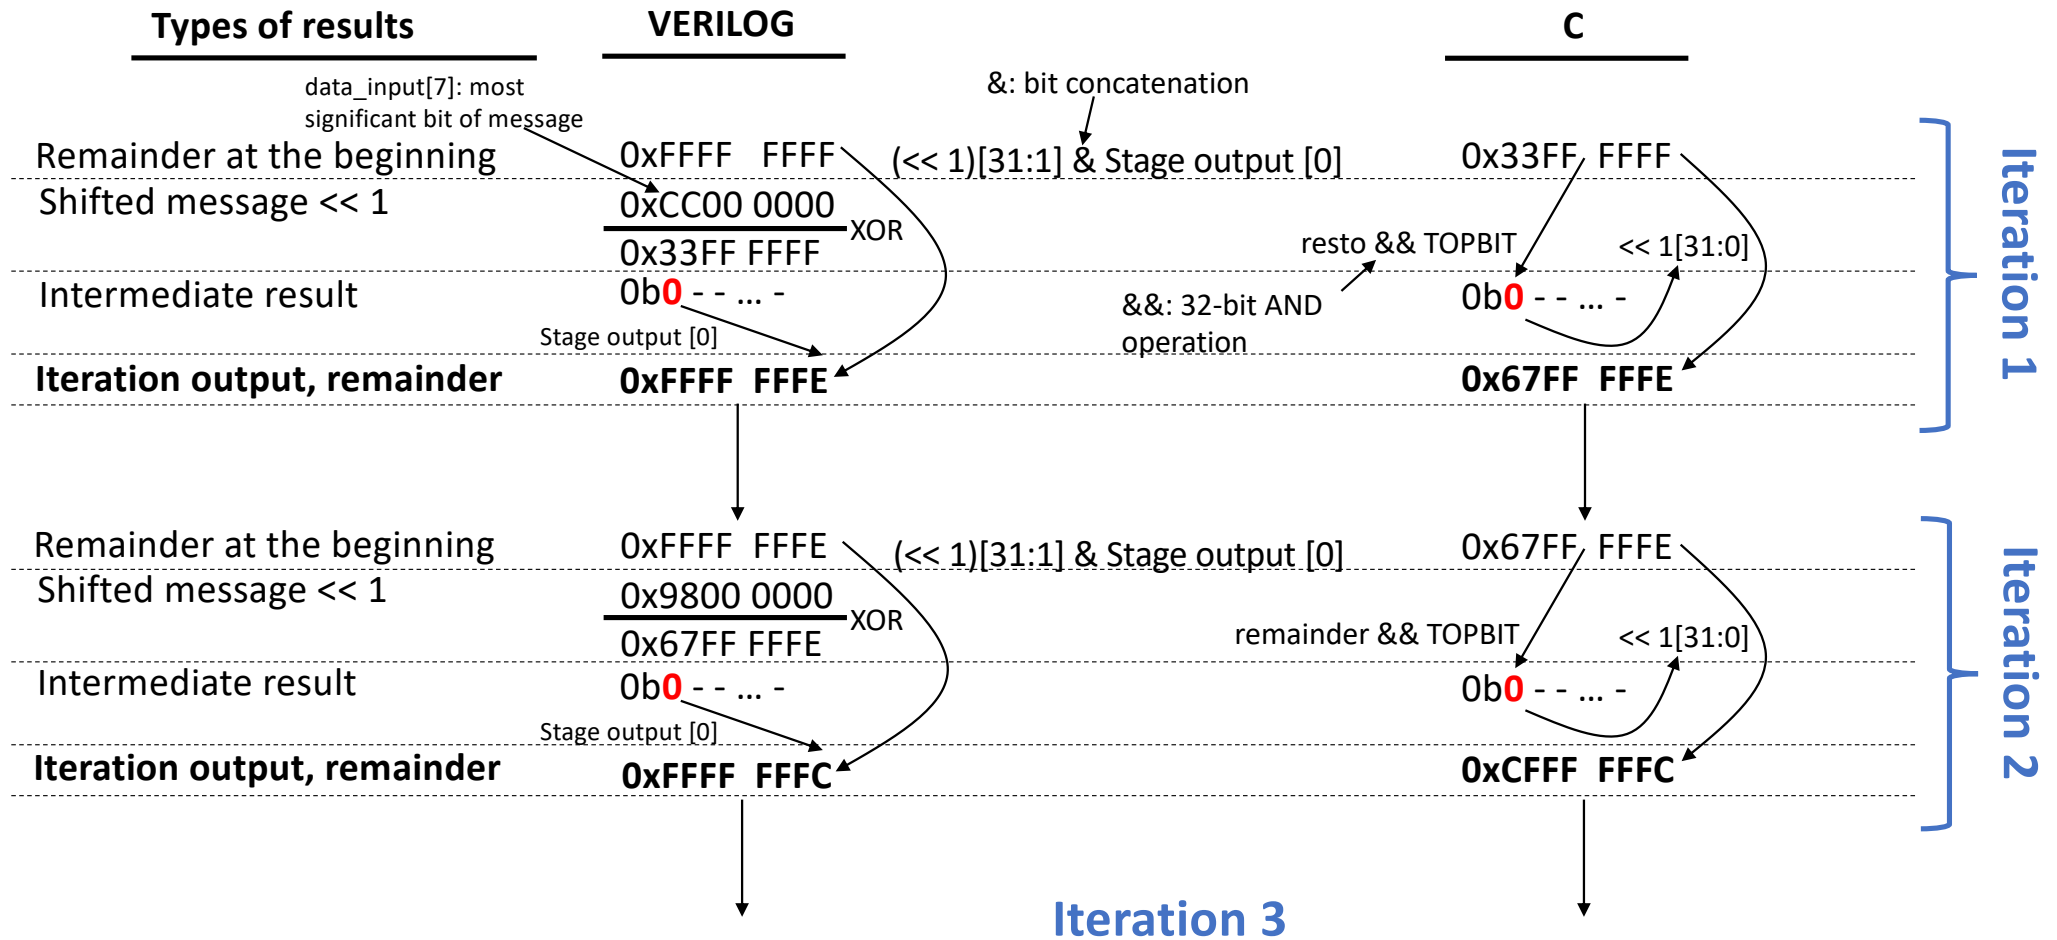 Types of results
VERILOG
C
data_input[7]: most
significant bit of message
&: bit concatenation
Remainder at the beginning
0xFFFF FFFF
(<< 1)[31:1] & Stage output [0]
0x33FF FFFF
Shifted message << 1
0xCC00 0000
XOR
0x33FF FFFF
resto && TOPBIT
<< 1[31:0]
Intermediate result
0b0 - - ... -
&&: 32-bit AND
operation
0b0 - - ... -
Stage output [0]
Iteration output, remainder
0xFFFF FFFE
0x67FF FFFE
Iteration 1
Remainder at the beginning
0xFFFF FFFE
(<< 1)[31:1] & Stage output [0]
0x67FF FFFE
Shifted message << 1
0x9800 0000
XOR
0x67FF FFFE
remainder && TOPBIT
<< 1[31:0]
Intermediate result
0b0 - - ... -
0b0 - - ... -
Stage output [0]
Iteration output, remainder
0xFFFF FFFC
0xCFFF FFFC
Iteration 2
Iteration 3